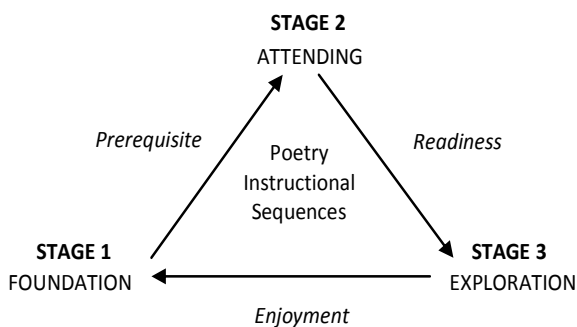 STAGE 2
ATTENDING
Prerequisite
Readiness
Poetry
Instructional
Sequences
STAGE 1
FOUNDATION
STAGE 3
EXPLORATION
Enjoyment